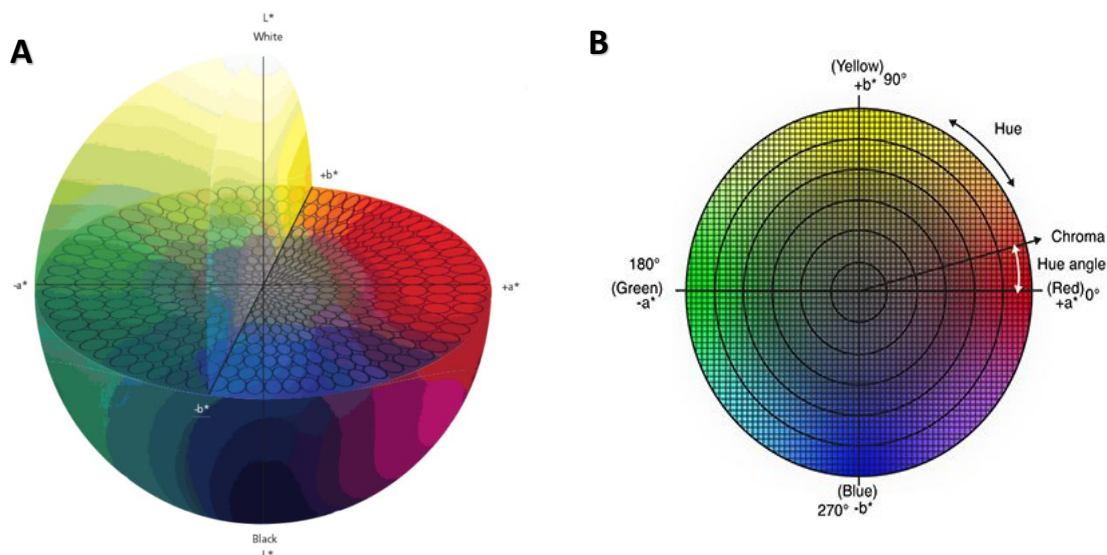 A
L*
White
+b*
-a*
+a*
-b*
Black
L*
B
(Yellow)
+b* 90°
Hue
Chroma
Hue angle
180°
(Green)
-a*
(Red) 0°
+a*
(Blue)
270° -b*